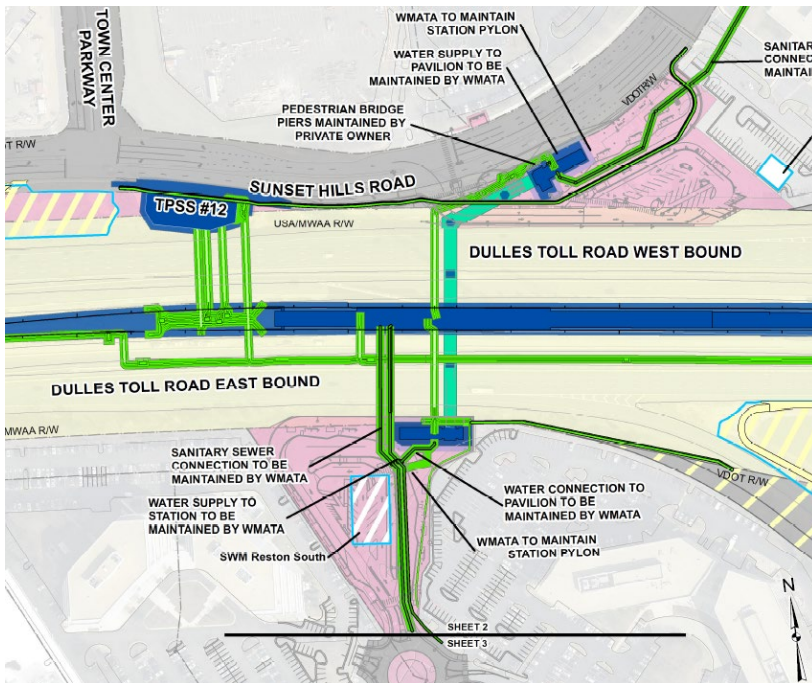 WMATA TO MAINTAIN
STATION PYLON
WATER SUPPLY TO
PAVILION TO BE
MAINTAINED BY WMATA
SANITAR
CONNEC
MAINTAI
TOWN CENTER
PARKWAY
PEDESTRIAN BRIDGE
PIERS MAINTAINED BY
PRIVATE OWNER
VDOT R/W
OT R/W
SUNSET HILLS ROAD
TPSS #12
USA/MWAA R/W
DULLES TOLL ROAD WEST BOUND
DULLES TOLL ROAD EAST BOUND
MWAA R/W
SANITARY SEWER
CONNECTION TO BE
MAINTAINED BY WMATA
VDOT R/W
WATER SUPPLY TO
STATION TO BE
MAINTAINED BY WMATA
WATER CONNECTION TO
PAVILION TO BE
MAINTAINED BY WMATA
SWM Reston South
WMATA TO MAINTAIN
STATION PYLON
N
SHEET 2
SHEET 3